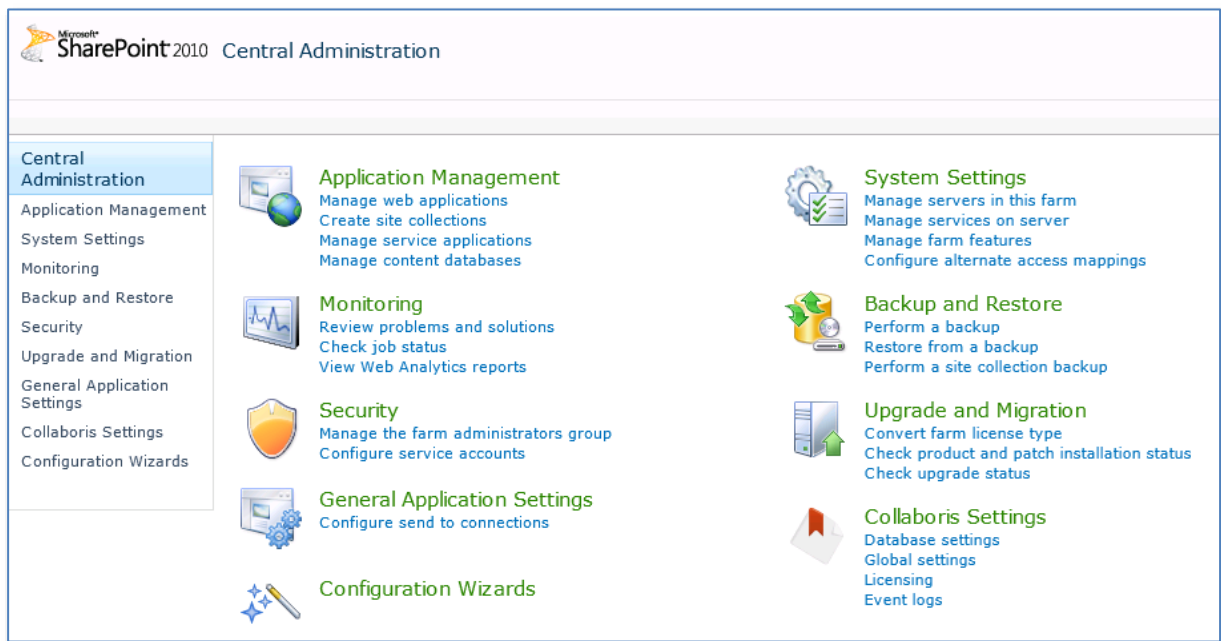 Microsoft®
SharePoint 2010 Central Administration
Central
Administration
Application Management
System Settings
Monitoring
Backup and Restore
Security
Upgrade and Migration
General Application
Settings
Collaboris Settings
Configuration Wizards
Application Management
Manage web applications
Create site collections
Manage service applications
Manage content databases
Monitoring
Review problems and solutions
Check job status
View Web Analytics reports
Security
Manage the farm administrators group
Configure service accounts
General Application Settings
Configure send to connections
Configuration Wizards
System Settings
Manage servers in this farm
Manage services on server
Manage farm features
Configure alternate access mappings
Backup and Restore
Perform a backup
Restore from a backup
Perform a site collection backup
Upgrade and Migration
Convert farm license type
Check product and patch installation status
Check upgrade status
Collaboris Settings
Database settings
Global settings
Licensing
Event logs